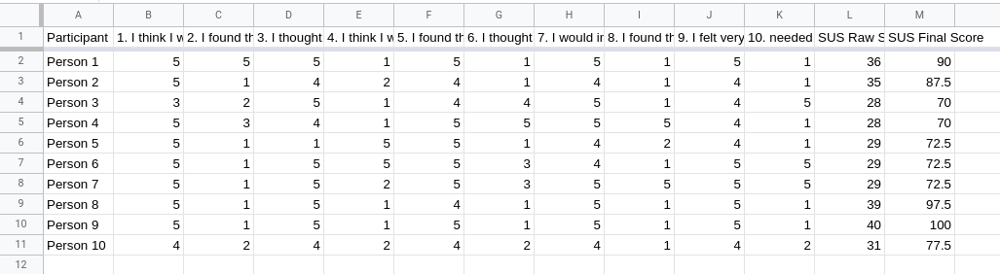 A B C D E F G H I J K L M
1 Participant 1. I think I w 2. I found th 3. I thought 4. I think I w 5. I found th 6. I thought 7. I would in 8. I found th 9. I felt very 10. needed SUS Raw S SUS Final Score
2 Person 1 5 5 5 1 5 1 5 1 5 1 36 90
3 Person 2 5 1 4 2 4 1 4 1 4 1 35 87.5
4 Person 3 3 2 5 1 4 4 5 1 4 5 28 70
5 Person 4 5 3 4 1 5 5 5 5 4 1 28 70
6 Person 5 5 1 1 5 5 1 4 2 4 1 29 72.5
7 Person 6 5 1 5 5 5 3 4 1 5 5 29 72.5
8 Person 7 5 1 5 2 5 3 5 5 5 5 29 72.5
9 Person 8 5 1 5 1 4 1 5 1 5 1 39 97.5
10 Person 9 5 1 5 1 5 1 5 1 5 1 40 100
11 Person 10 4 2 4 2 4 2 4 1 4 2 31 77.5
12